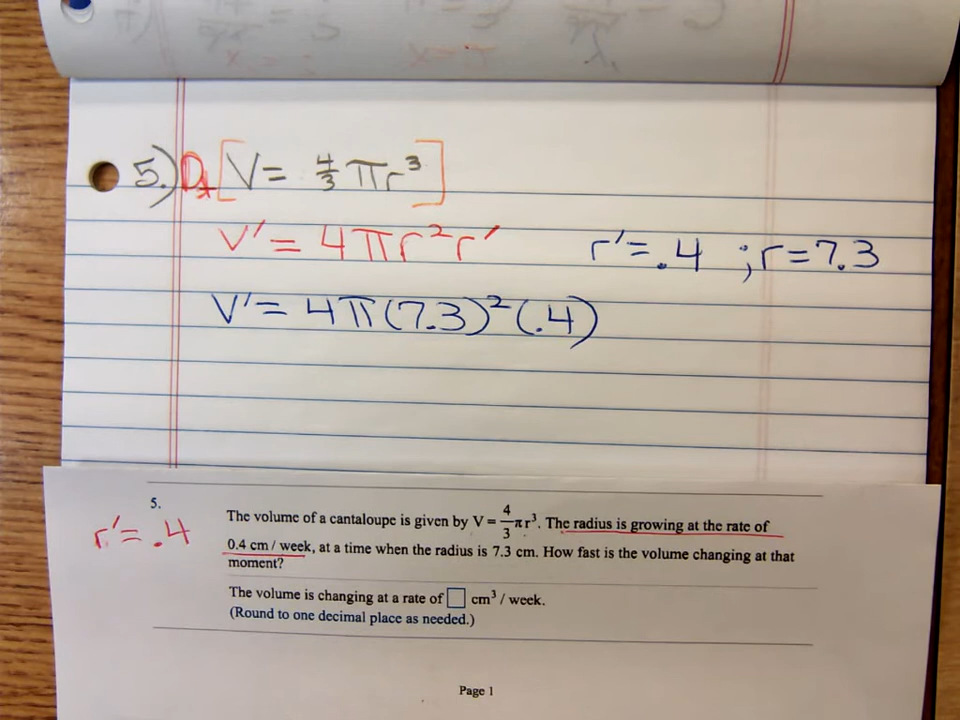 5.) Dₜ[V = 4/3 πr³]
V' = 4πr²r' r' = .4 ; r = 7.3
V' = 4π(7.3)²(.4)
5.
r' = .4
The volume of a cantaloupe is given by V = 4/3 πr³. The radius is growing at the rate of
0.4 cm / week, at a time when the radius is 7.3 cm. How fast is the volume changing at that
moment?
The volume is changing at a rate of □ cm³ / week.
(Round to one decimal place as needed.)
Page 1